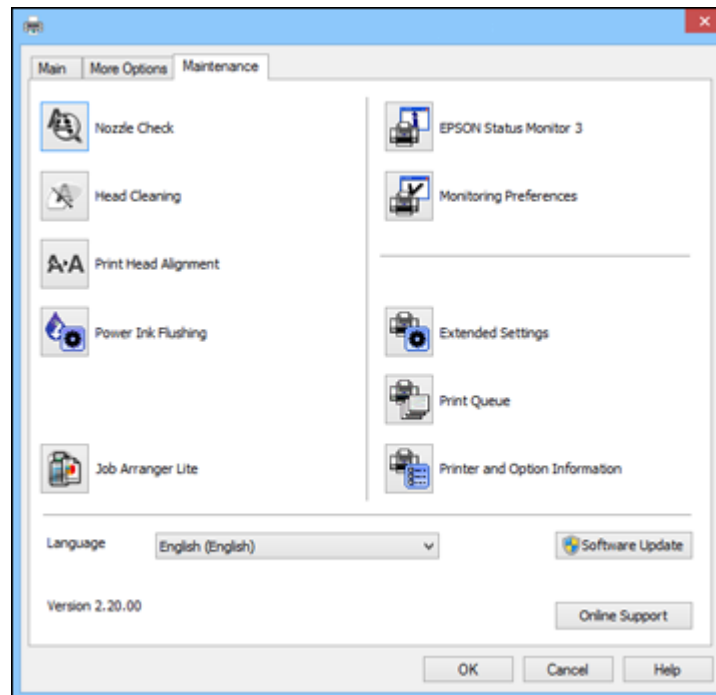 Main More Options Maintenance
Nozzle Check
Head Cleaning
A·A Print Head Alignment
Power Ink Flushing
Job Arranger Lite
EPSON Status Monitor 3
Monitoring Preferences
Extended Settings
Print Queue
Printer and Option Information
Language English (English) Software Update
Version 2.20.00
Online Support
OK Cancel Help